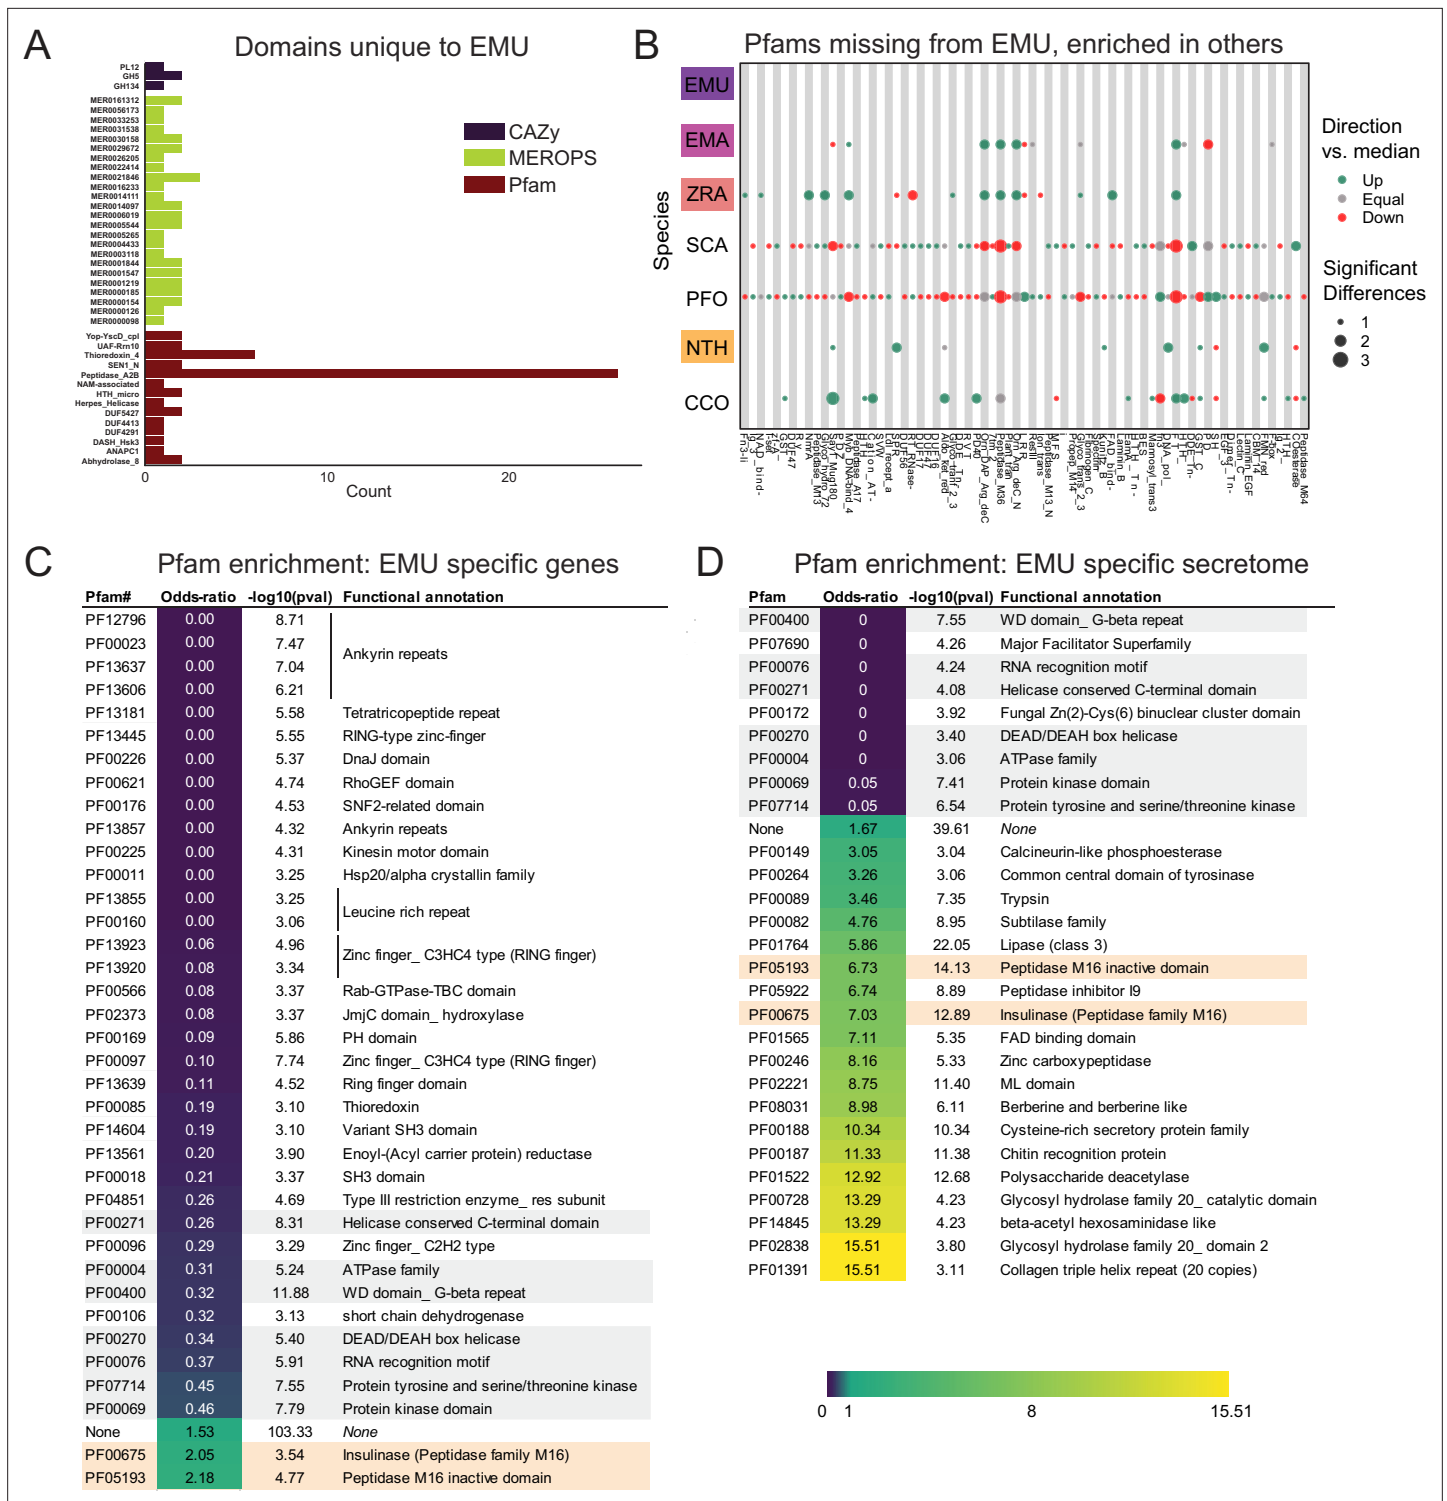 A
Domains unique to EMU
PL12
GH5
GH134
MER0161312
MER0056173
MER0033253
MER0031538
MER0030158
MER0029672
MER0026205
MER0022414
MER0021846
MER0016233
MER0014111
MER0014097
MER0006019
MER0005544
MER0005265
MER0004433
MER0003118
MER0001844
MER0001547
MER0001219
MER0000185
MER0000154
MER0000126
MER0000098
Yop-YscD_cpl
UAF-Rrn10
Thioredoxin_4
SEN1_N
Peptidase_A2B
NAM-associated
HTH_micro
Herpes_Helicase
DUF5427
DUF4413
DUF4291
DASH_Hsk3
ANAPC1
Abhydrolase_8
CAZy
MEROPS
Pfam
0
20
Count
B
Pfams missing from EMU, enriched in others
Species
EMU
EMA
ZRA
SCA
PFO
NTH
CCO
Direction
vs. median
Up
Equal
Down
Significant
Differences
1
2
3
Peptidase_M13
Glyco_hydro_72
Myb_DNA-bind_4
Peptidase_A17
Ldl_recept_a
Aldo_ket_red
Orn_DAP_Arg_deC
Peptidase_M36
Orn_Arg_deC_N
Peptidase_M13_N
Propep_M14
Fibrinogen_C
Laminin_B
Mannosyl_trans3
DNA_pol_
GST_C
EGF_3
Lectin_C
Laminin_EGF
CBM_14
FMN_red
F-box
COesterase
Peptidase_M64
C
Pfam enrichment: EMU specific genes
Pfam# Odds-ratio -log10(pval) Functional annotation
PF12796 0.00 8.71
PF00023 0.00 7.47
Ankyrin repeats
PF13637 0.00 7.04
PF13606 0.00 6.21
PF13181 0.00 5.58 Tetratricopeptide repeat
PF13445 0.00 5.55 RING-type zinc-finger
PF00226 0.00 5.37 DnaJ domain
PF00621 0.00 4.74 RhoGEF domain
PF00176 0.00 4.53 SNF2-related domain
PF13857 0.00 4.32 Ankyrin repeats
PF00225 0.00 4.31 Kinesin motor domain
PF00011 0.00 3.25 Hsp20/alpha crystallin family
PF13855 0.00 3.25
Leucine rich repeat
PF00160 0.00 3.06
PF13923 0.06 4.96
Zinc finger_ C3HC4 type (RING finger)
PF13920 0.08 3.34
PF00566 0.08 3.37 Rab-GTPase-TBC domain
PF02373 0.08 3.37 JmjC domain_ hydroxylase
PF00169 0.09 5.86 PH domain
PF00097 0.10 7.74 Zinc finger_ C3HC4 type (RING finger)
PF13639 0.11 4.52 Ring finger domain
PF00085 0.19 3.10 Thioredoxin
PF14604 0.19 3.10 Variant SH3 domain
PF13561 0.20 3.90 Enoyl-(Acyl carrier protein) reductase
PF00018 0.21 3.37 SH3 domain
PF04851 0.26 4.69 Type III restriction enzyme_ res subunit
PF00271 0.26 8.31 Helicase conserved C-terminal domain
PF00096 0.29 3.29 Zinc finger_ C2H2 type
PF00004 0.31 5.24 ATPase family
PF00400 0.32 11.88 WD domain_ G-beta repeat
PF00106 0.32 3.13 short chain dehydrogenase
PF00270 0.34 5.40 DEAD/DEAH box helicase
PF00076 0.37 5.91 RNA recognition motif
PF07714 0.45 7.55 Protein tyrosine and serine/threonine kinase
PF00069 0.46 7.79 Protein kinase domain
None 1.53 103.33 None
PF00675 2.05 3.54 Insulinase (Peptidase family M16)
PF05193 2.18 4.77 Peptidase M16 inactive domain
D
Pfam enrichment: EMU specific secretome
Pfam Odds-ratio -log10(pval) Functional annotation
PF00400 0 7.55 WD domain_ G-beta repeat
PF07690 0 4.26 Major Facilitator Superfamily
PF00076 0 4.24 RNA recognition motif
PF00271 0 4.08 Helicase conserved C-terminal domain
PF00172 0 3.92 Fungal Zn(2)-Cys(6) binuclear cluster domain
PF00270 0 3.40 DEAD/DEAH box helicase
PF00004 0 3.06 ATPase family
PF00069 0.05 7.41 Protein kinase domain
PF07714 0.05 6.54 Protein tyrosine and serine/threonine kinase
None 1.67 39.61 None
PF00149 3.05 3.04 Calcineurin-like phosphoesterase
PF00264 3.26 3.06 Common central domain of tyrosinase
PF00089 3.46 7.35 Trypsin
PF00082 4.76 8.95 Subtilase family
PF01764 5.86 22.05 Lipase (class 3)
PF05193 6.73 14.13 Peptidase M16 inactive domain
PF05922 6.74 8.89 Peptidase inhibitor I9
PF00675 7.03 12.89 Insulinase (Peptidase family M16)
PF01565 7.11 5.35 FAD binding domain
PF00246 8.16 5.33 Zinc carboxypeptidase
PF02221 8.75 11.40 ML domain
PF08031 8.98 6.11 Berberine and berberine like
PF00188 10.34 10.34 Cysteine-rich secretory protein family
PF00187 11.33 11.38 Chitin recognition protein
PF01522 12.92 12.68 Polysaccharide deacetylase
PF00728 13.29 4.23 Glycosyl hydrolase family 20_ catalytic domain
PF14845 13.29 4.23 beta-acetyl hexosaminidase like
PF02838 15.51 3.80 Glycosyl hydrolase family 20_ domain 2
PF01391 15.51 3.11 Collagen triple helix repeat (20 copies)
0 1 8 15.51